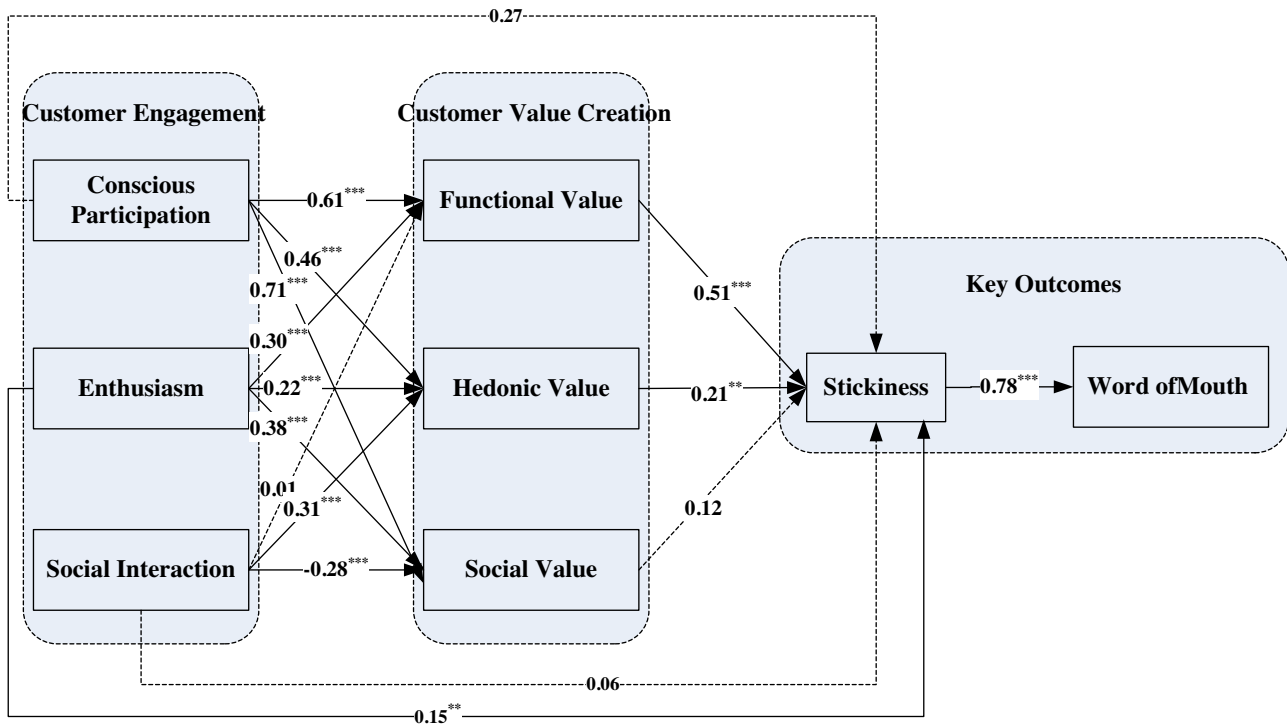 0.27
Customer Engagement
Customer Value Creation
Conscious
Participation
0.61***
Functional Value
0.46***
0.71***
0.51***
Key Outcomes
0.30***
Enthusiasm
0.22***
Hedonic Value
0.21**
Stickiness
0.78***
Word ofMouth
0.38***
0.01
0.31***
0.12
Social Interaction
-0.28***
Social Value
0.06
0.15**